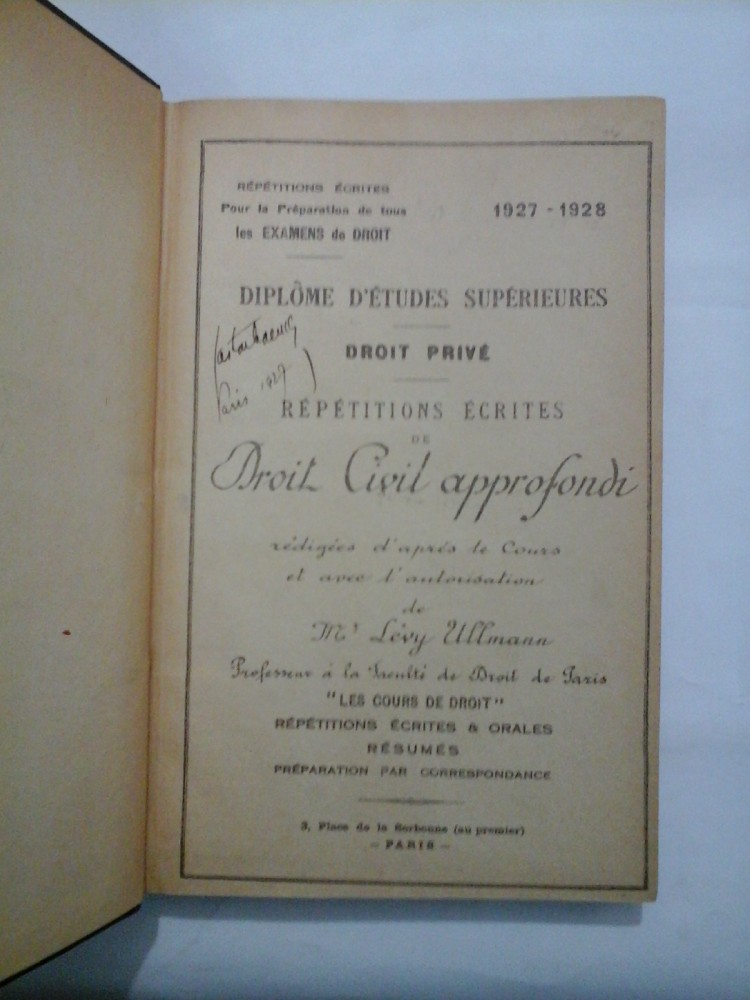 RÉPÉTITIONS ÉCRITES
Pour la Préparation de tous
les EXAMENS de DROIT
1927 - 1928
DIPLÔME D'ÉTUDES SUPÉRIEURES
DROIT PRIVÉ
Paris 1927
RÉPÉTITIONS ÉCRITES
DE
Droit Civil approfondi
rédigées d'après le Cours
et avec l'autorisation
de
Mr Lévy Ullmann
Professeur à la Faculté de Droit de Paris
"LES COURS DE DROIT"
RÉPÉTITIONS ÉCRITES & ORALES
RÉSUMÉS
PRÉPARATION PAR CORRESPONDANCE
3, Place de la Sorbonne (au premier)
- PARIS -